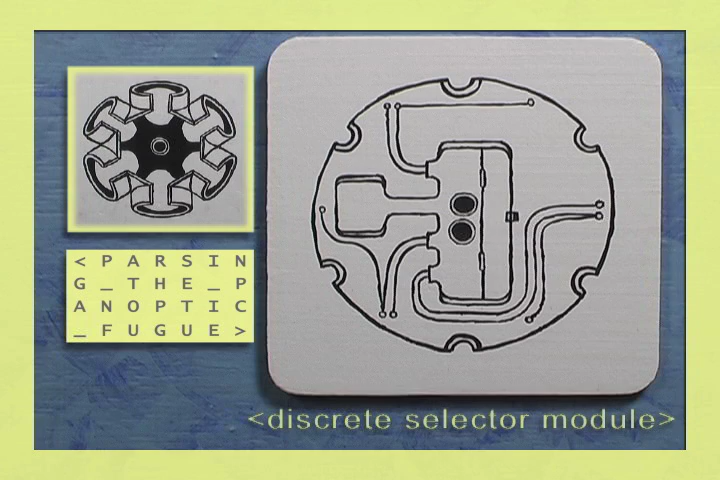 < P A R S I N
G _ T H E _ P
A N O P T I C
_ F U G U E >
<discrete selector module>